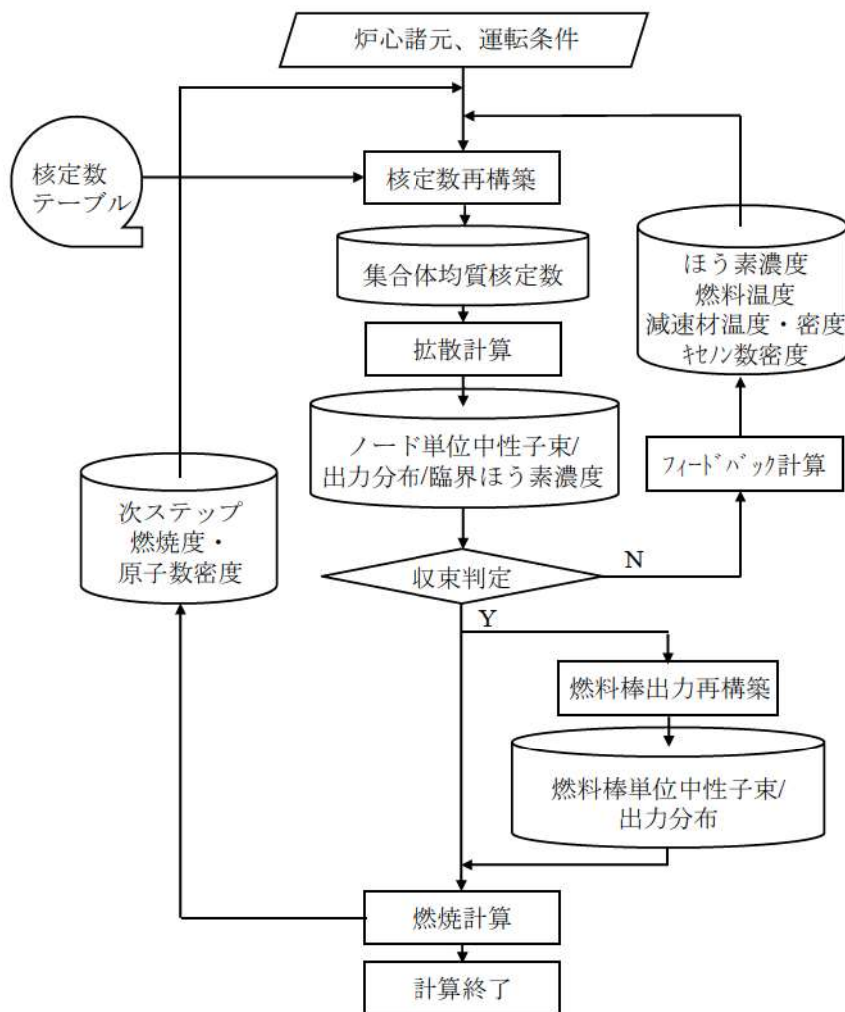 炉心諸元、運転条件
核定数
テーブル
核定数再構築
集合体均質核定数
ほう素濃度
燃料温度
減速材温度・密度
ｷｾﾉﾝ数密度
拡散計算
ノード単位中性子束/
出力分布/臨界ほう素濃度
ﾌｨｰﾄﾞﾊﾞｯｸ計算
次ステップ
燃焼度・
原子数密度
収束判定
N
Y
燃料棒出力再構築
燃料棒単位中性子束/
出力分布
燃焼計算
計算終了